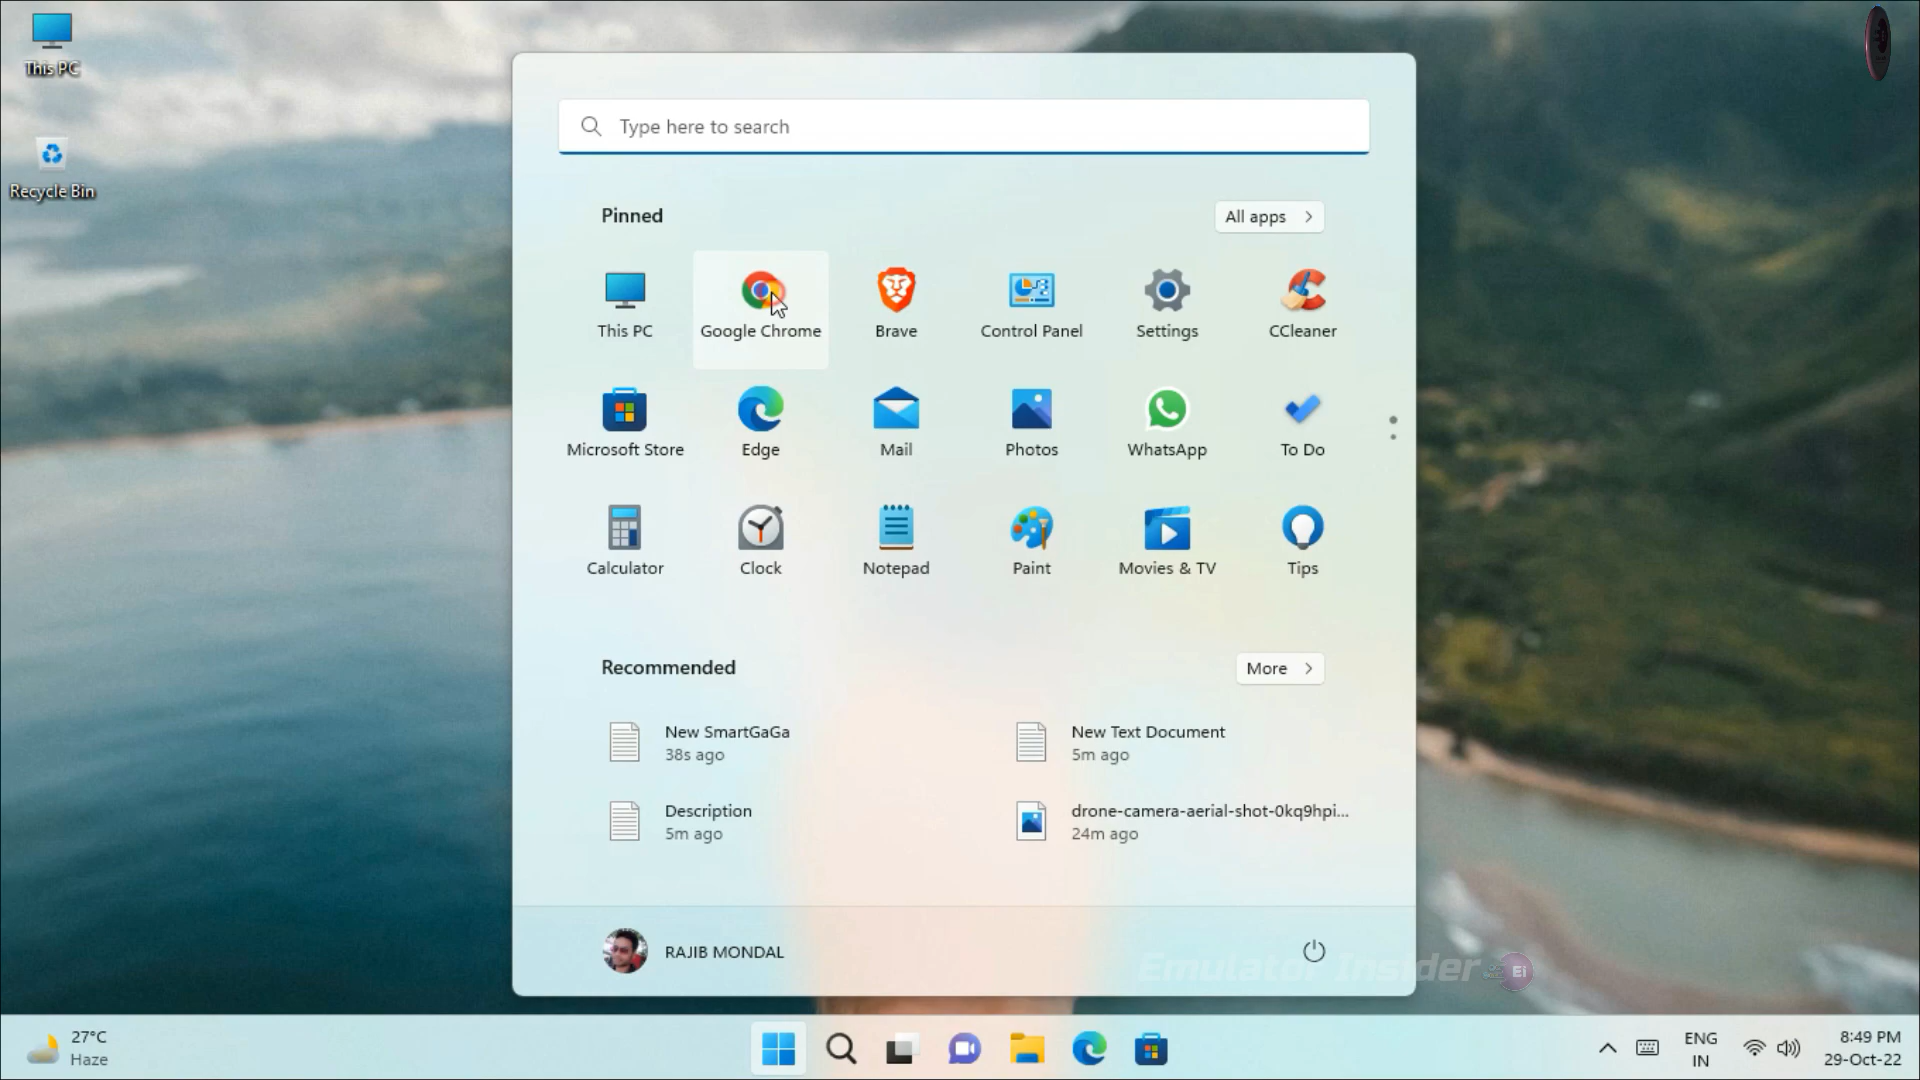 This PC
Recycle Bin
Type here to search
Pinned
All apps
This PC
Google Chrome
Brave
Control Panel
Settings
CCleaner
Microsoft Store
Edge
Mail
Photos
WhatsApp
To Do
Calculator
Clock
Notepad
Paint
Movies & TV
Tips
Recommended
More
New SmartGaGa
38s ago
New Text Document
5m ago
Description
5m ago
drone-camera-aerial-shot-0kq9hpi...
24m ago
RAJIB MONDAL
Emulator Insider
Ei
27°C
Haze
ENG
IN
8:49 PM
29-Oct-22